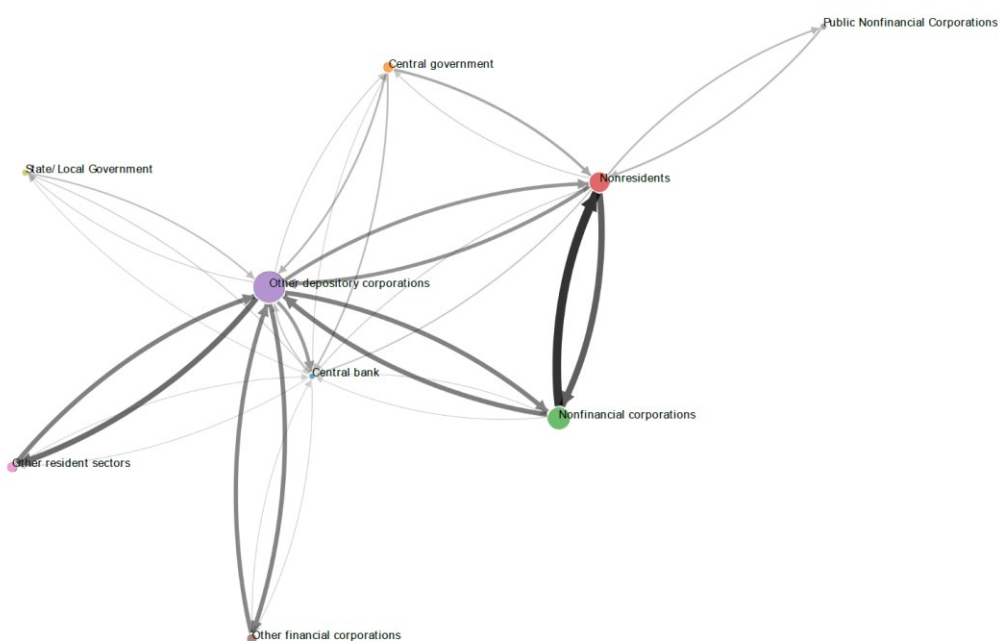 Public Nonfinancial Corporations
Central government
State/ Local Government
Nonresidents
Other depository corporations
Central bank
Nonfinancial corporations
Other resident sectors
Other financial corporations